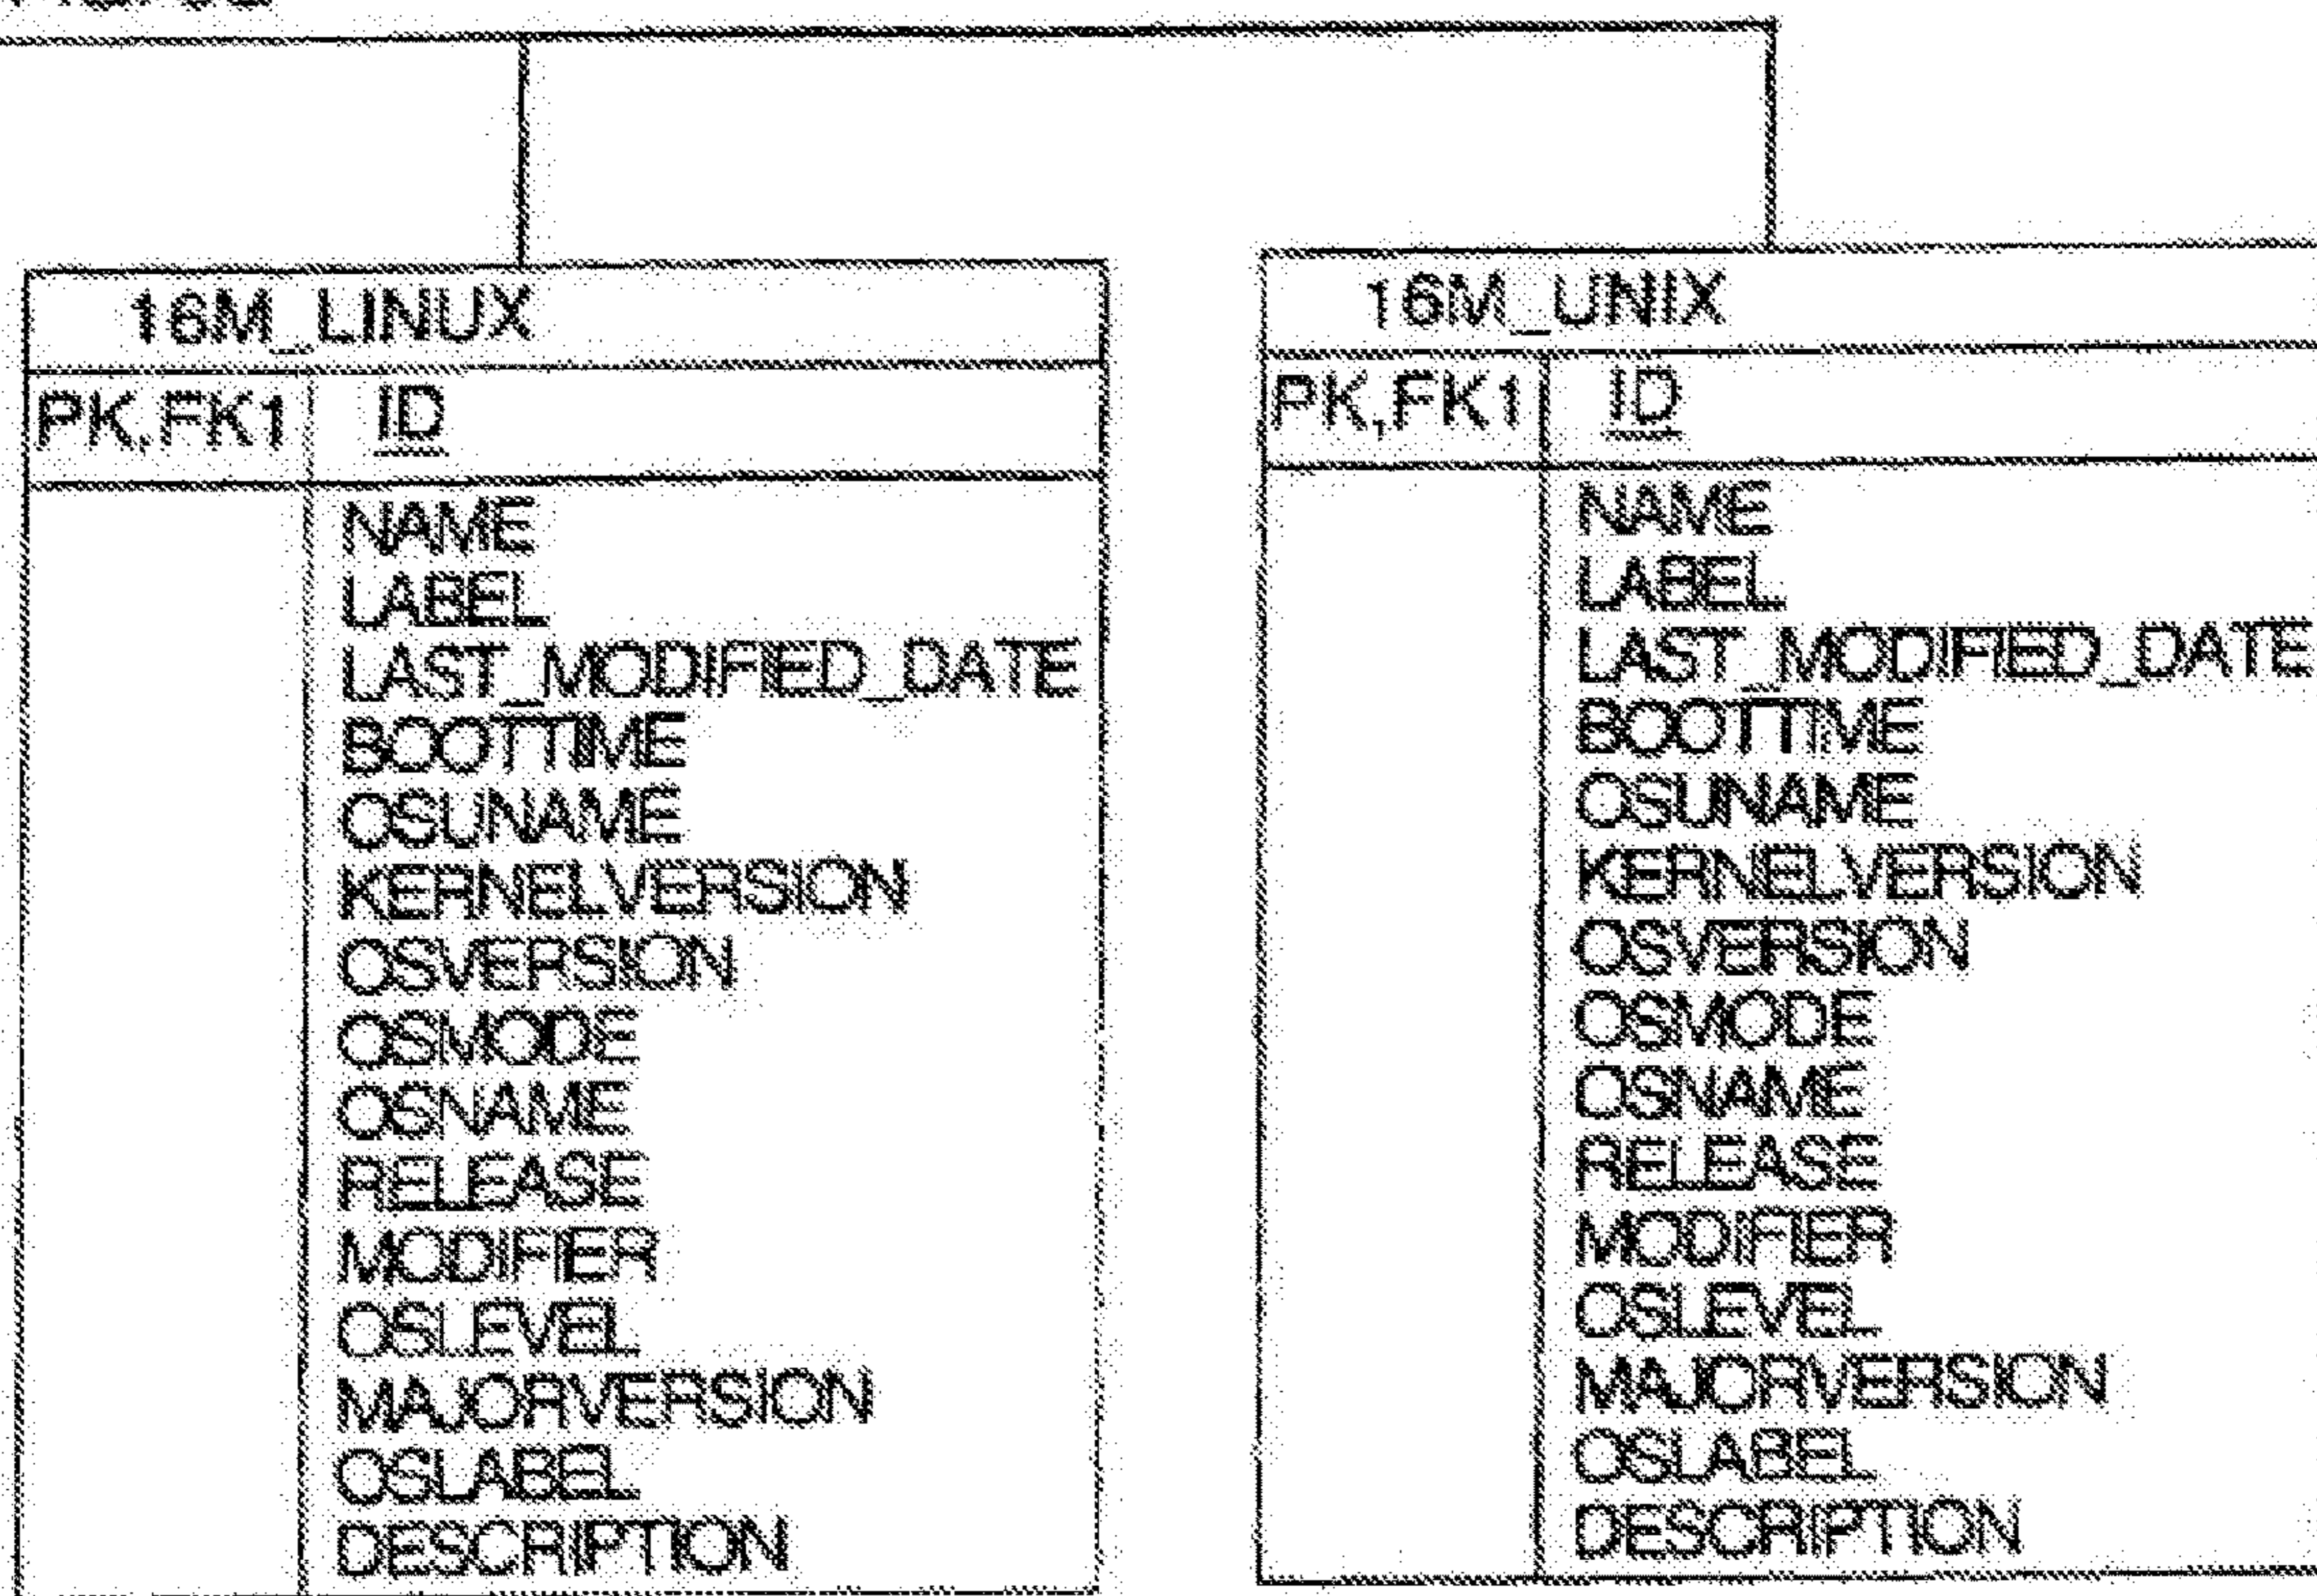 16M_LINUX
PK,FK1 ID
NAME
LABEL
LAST_MODIFIED_DATE
BOOTTIME
OSUNAME
KERNELVERSION
OSVERSION
OSMODE
OSNAME
RELEASE
MODIFIER
OSLEVEL
MAJORVERSION
OSLABEL
DESCRIPTION
16M_UNIX
PK,FK1 ID
NAME
LABEL
LAST_MODIFIED_DATE
BOOTTIME
OSUNAME
KERNELVERSION
OSVERSION
OSMODE
OSNAME
RELEASE
MODIFIER
OSLEVEL
MAJORVERSION
OSLABEL
DESCRIPTION